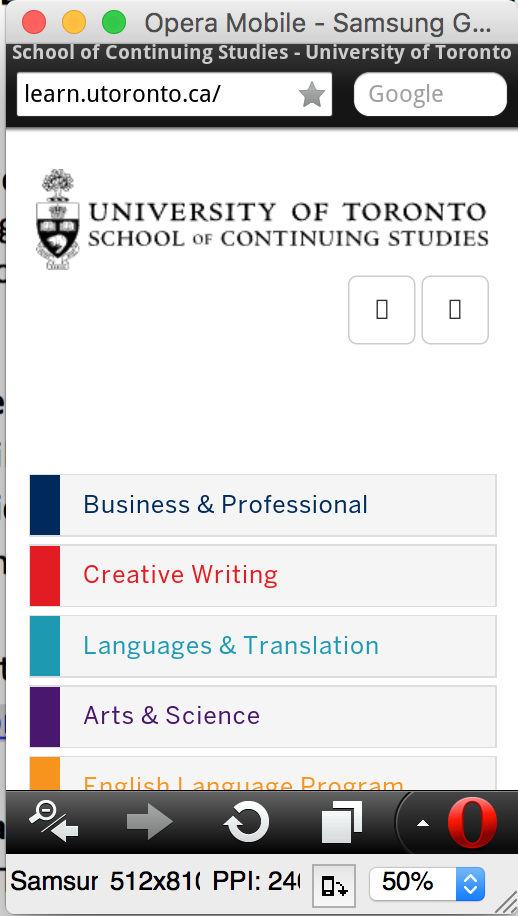 Opera Mobile - Samsung G...
School of Continuing Studies - University of Toronto
learn.utoronto.ca/
Google
UNIVERSITY OF TORONTO
SCHOOL OF CONTINUING STUDIES
Business & Professional
Creative Writing
Languages & Translation
Arts & Science
English Language Program
Samsur 512x81 PPI: 24
50%